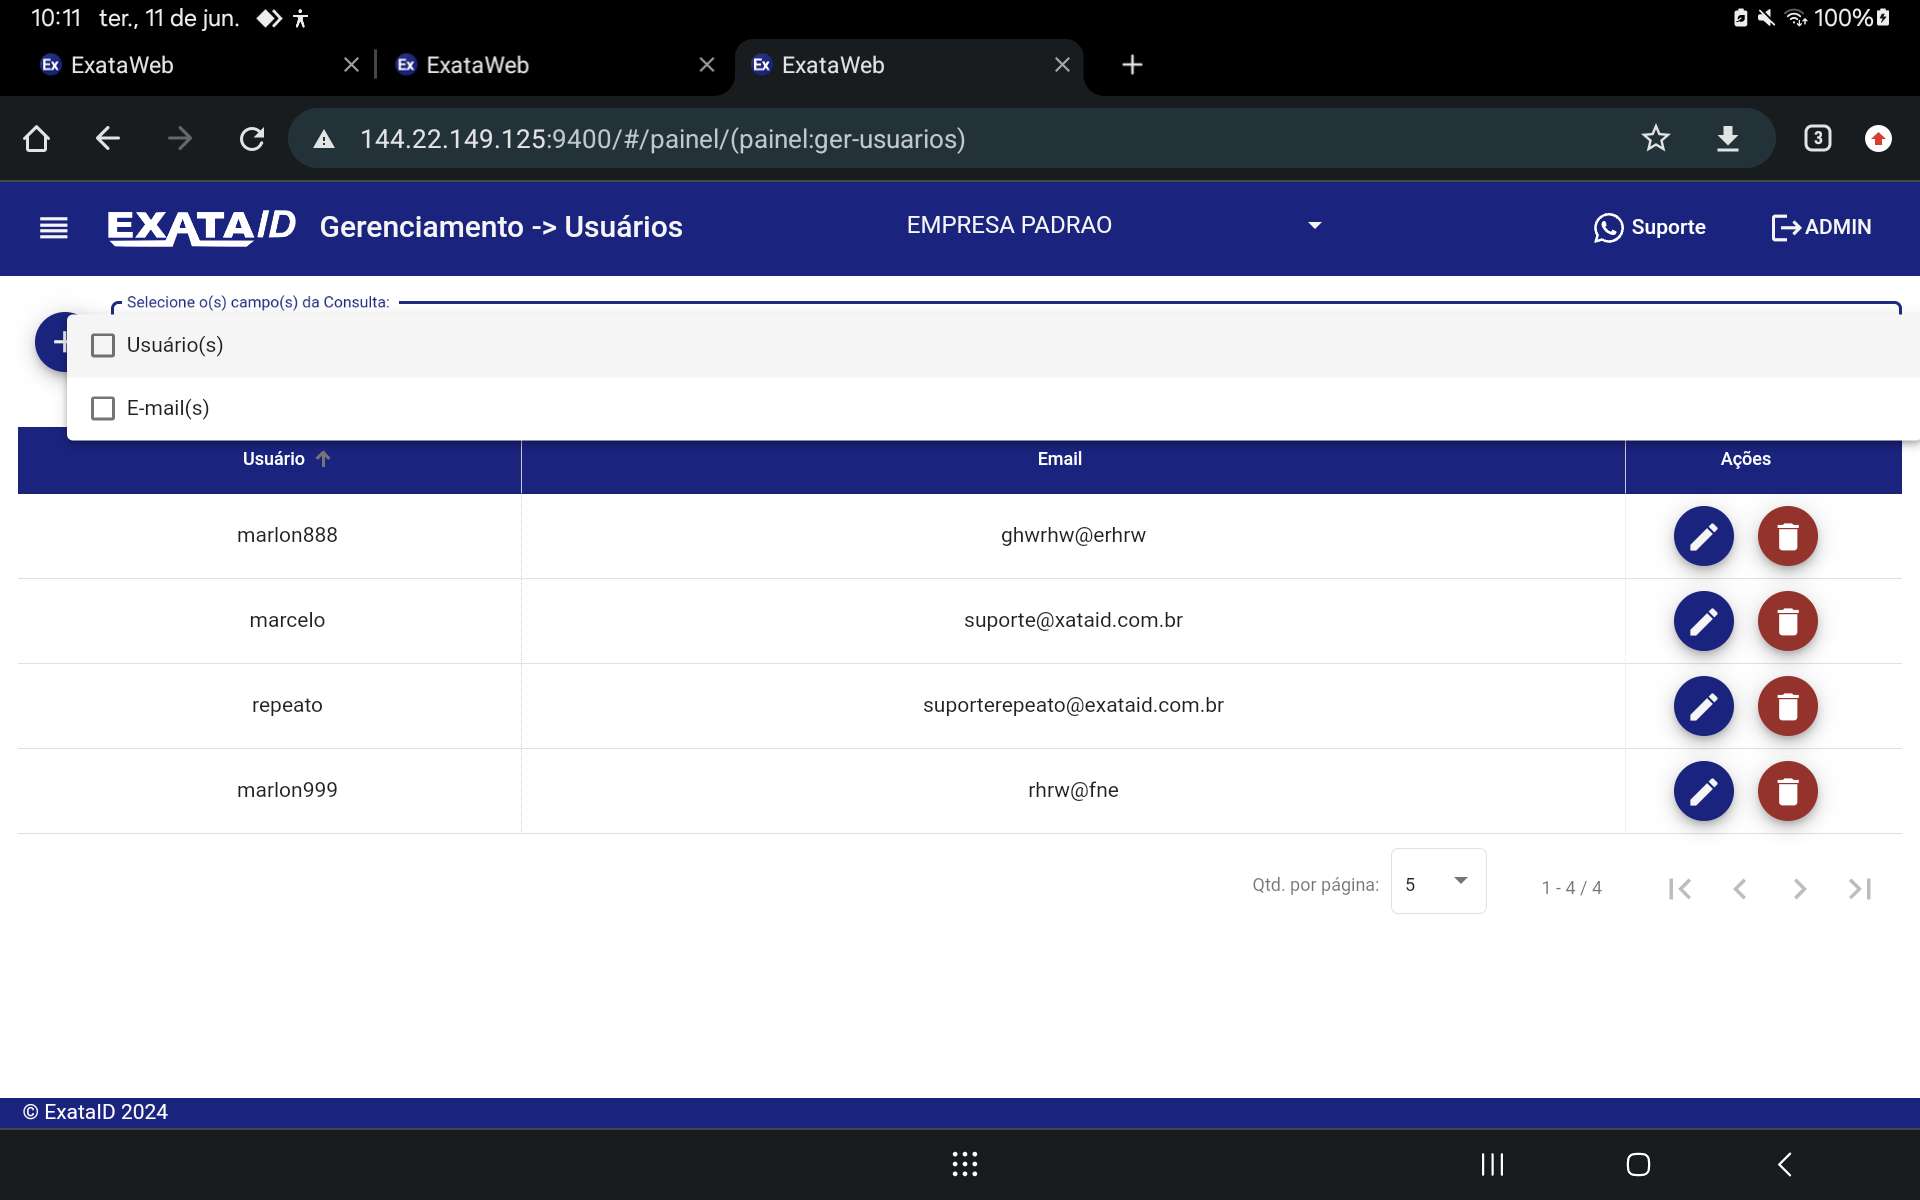 10:11 ter., 11 de jun. 100%
Ex ExataWeb Ex ExataWeb Ex ExataWeb
144.22.149.125:9400/#/painel/(painel:ger-usuarios) 3
EXATAID Gerenciamento -> Usuários EMPRESA PADRAO Suporte ADMIN
Selecione o(s) campo(s) da Consulta:
Usuário(s)
E-mail(s)
Usuário Email Ações
marlon888 ghwrhw@erhrw
marcelo suporte@xataid.com.br
repeato suporterepeato@exataid.com.br
marlon999 rhrw@fne
Qtd. por página: 5 1 - 4 / 4
© ExataID 2024